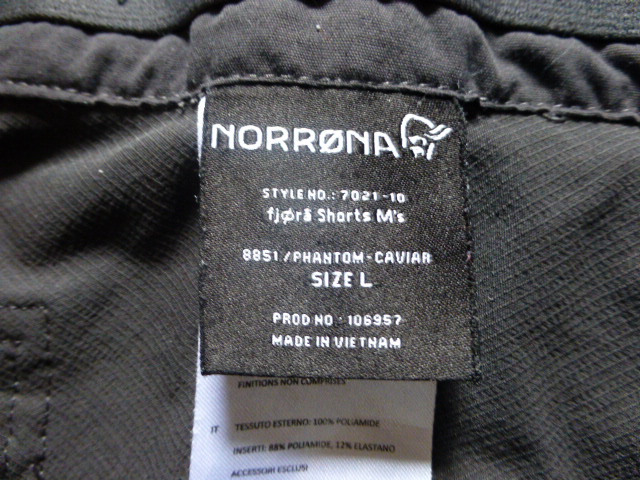 NORRØNA
STYLE NO.: 7021-10
fjørå Shorts M's
8851/PHANTOM-CAVIAR
SIZE L
PROD NO: 106957
MADE IN VIETNAM
FINITIONS NON COMPRISES
IT TESSUTO ESTERNO: 100% POLIAMIDE
INSERTI: 88% POLIAMIDE, 12% ELASTANO
ACCESSORI ESCLUSI